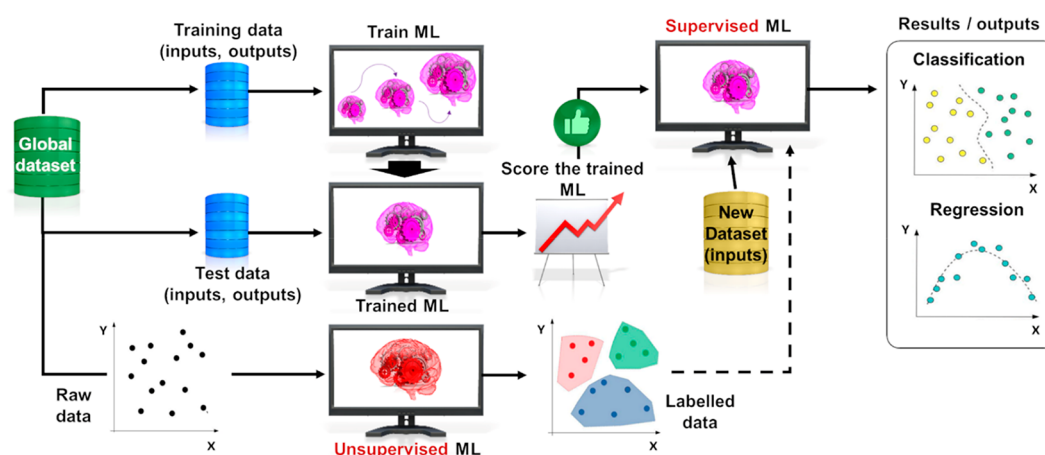 Training data
(inputs, outputs)
Train ML
Supervised ML
Results / outputs
Classification
Y
X
Global
dataset
Score the trained
ML
New
Dataset
(inputs)
Regression
Y
X
Test data
(inputs, outputs)
Trained ML
Y
X
Raw
data
Unsupervised ML
Y
X
Labelled
data